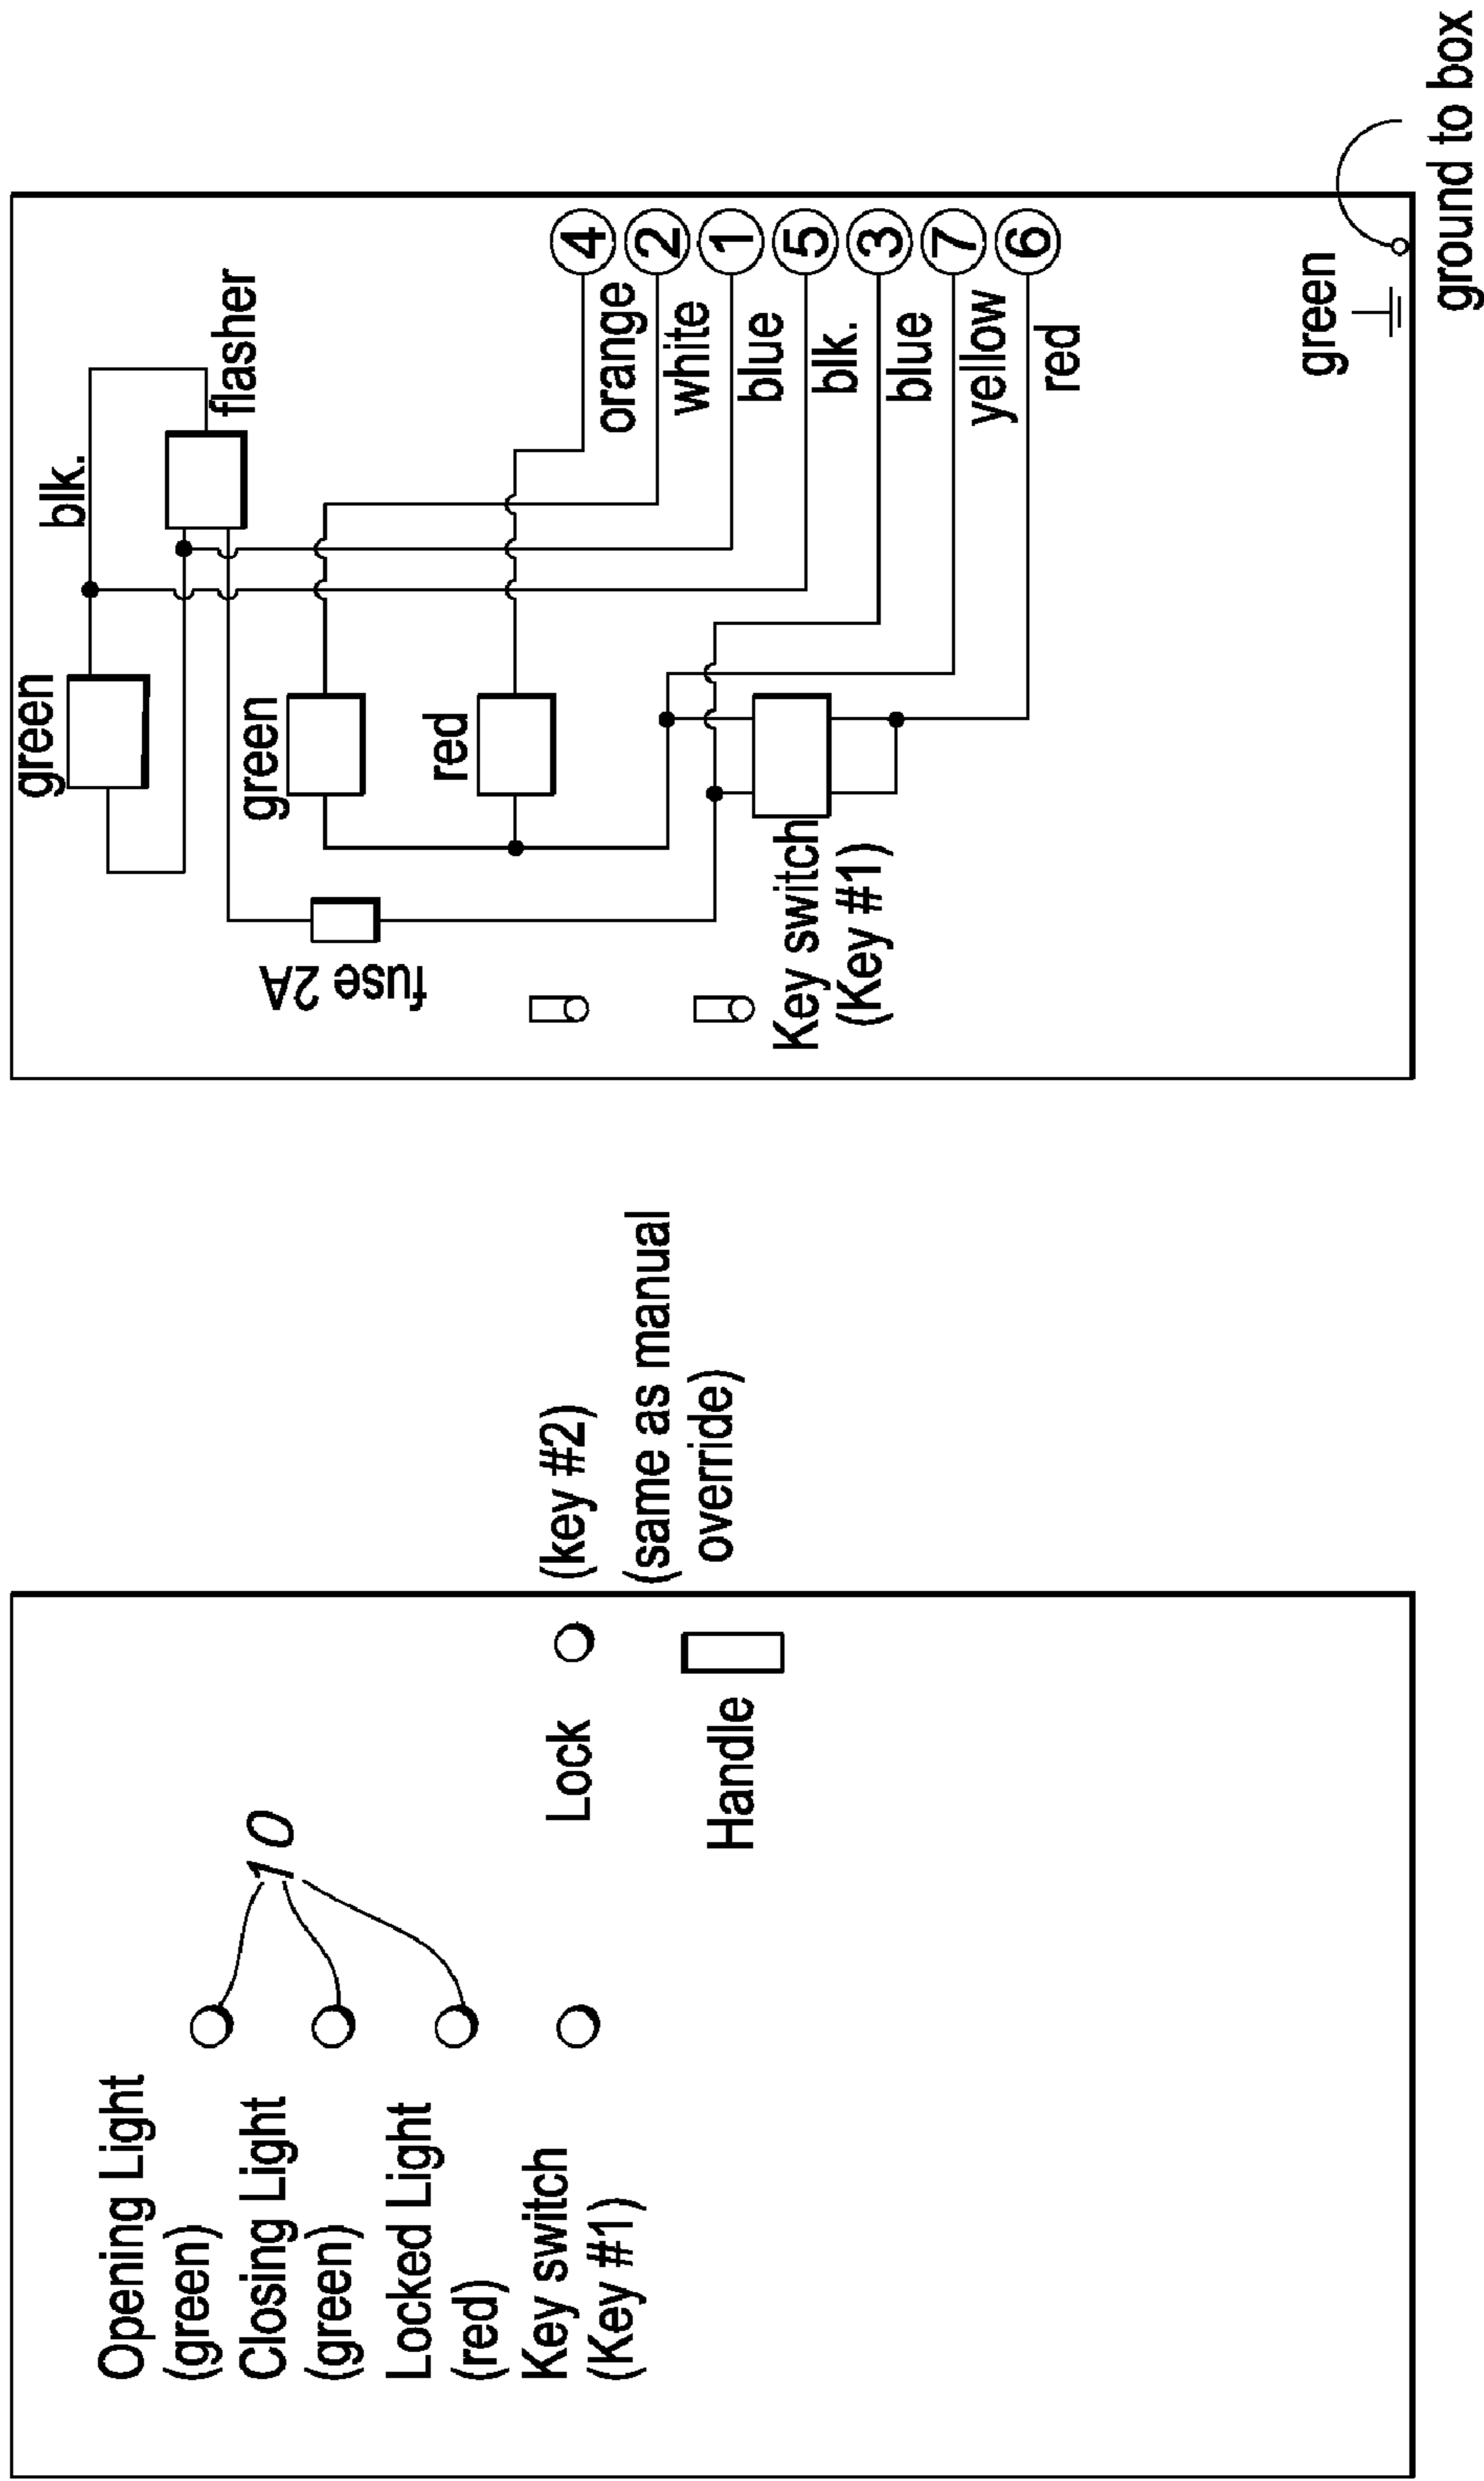 Opening Light
(green)
Closing Light
(green)
Locked Light
(red)
Key switch
(Key #1)
10
Lock
Handle
(key #2)
(same as manual
override)
green
blk.
flasher
green
red
fuse 2A
Key switch
(Key #1)
4
orange
2
white
1
blue
5
blk.
3
blue
7
yellow
6
red
green
ground to box